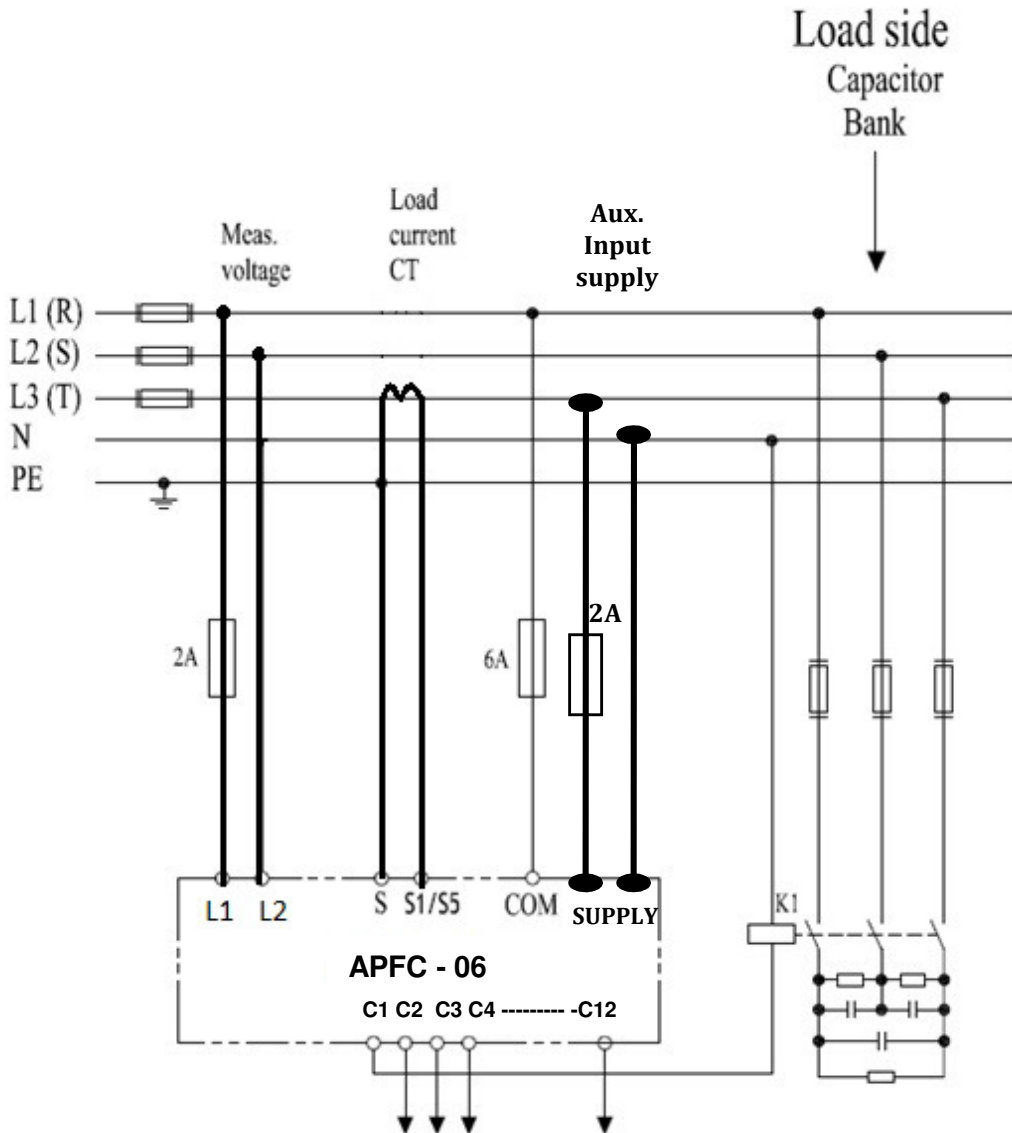 Load side
Capacitor
Bank
Meas.
voltage
Load
current
CT
Aux.
Input
supply
L1 (R)
L2 (S)
L3 (T)
N
PE
2A
6A
2A
L1 L2 S S1/S5 COM SUPPLY
K1
APFC - 06
C1 C2 C3 C4 --------- -C12